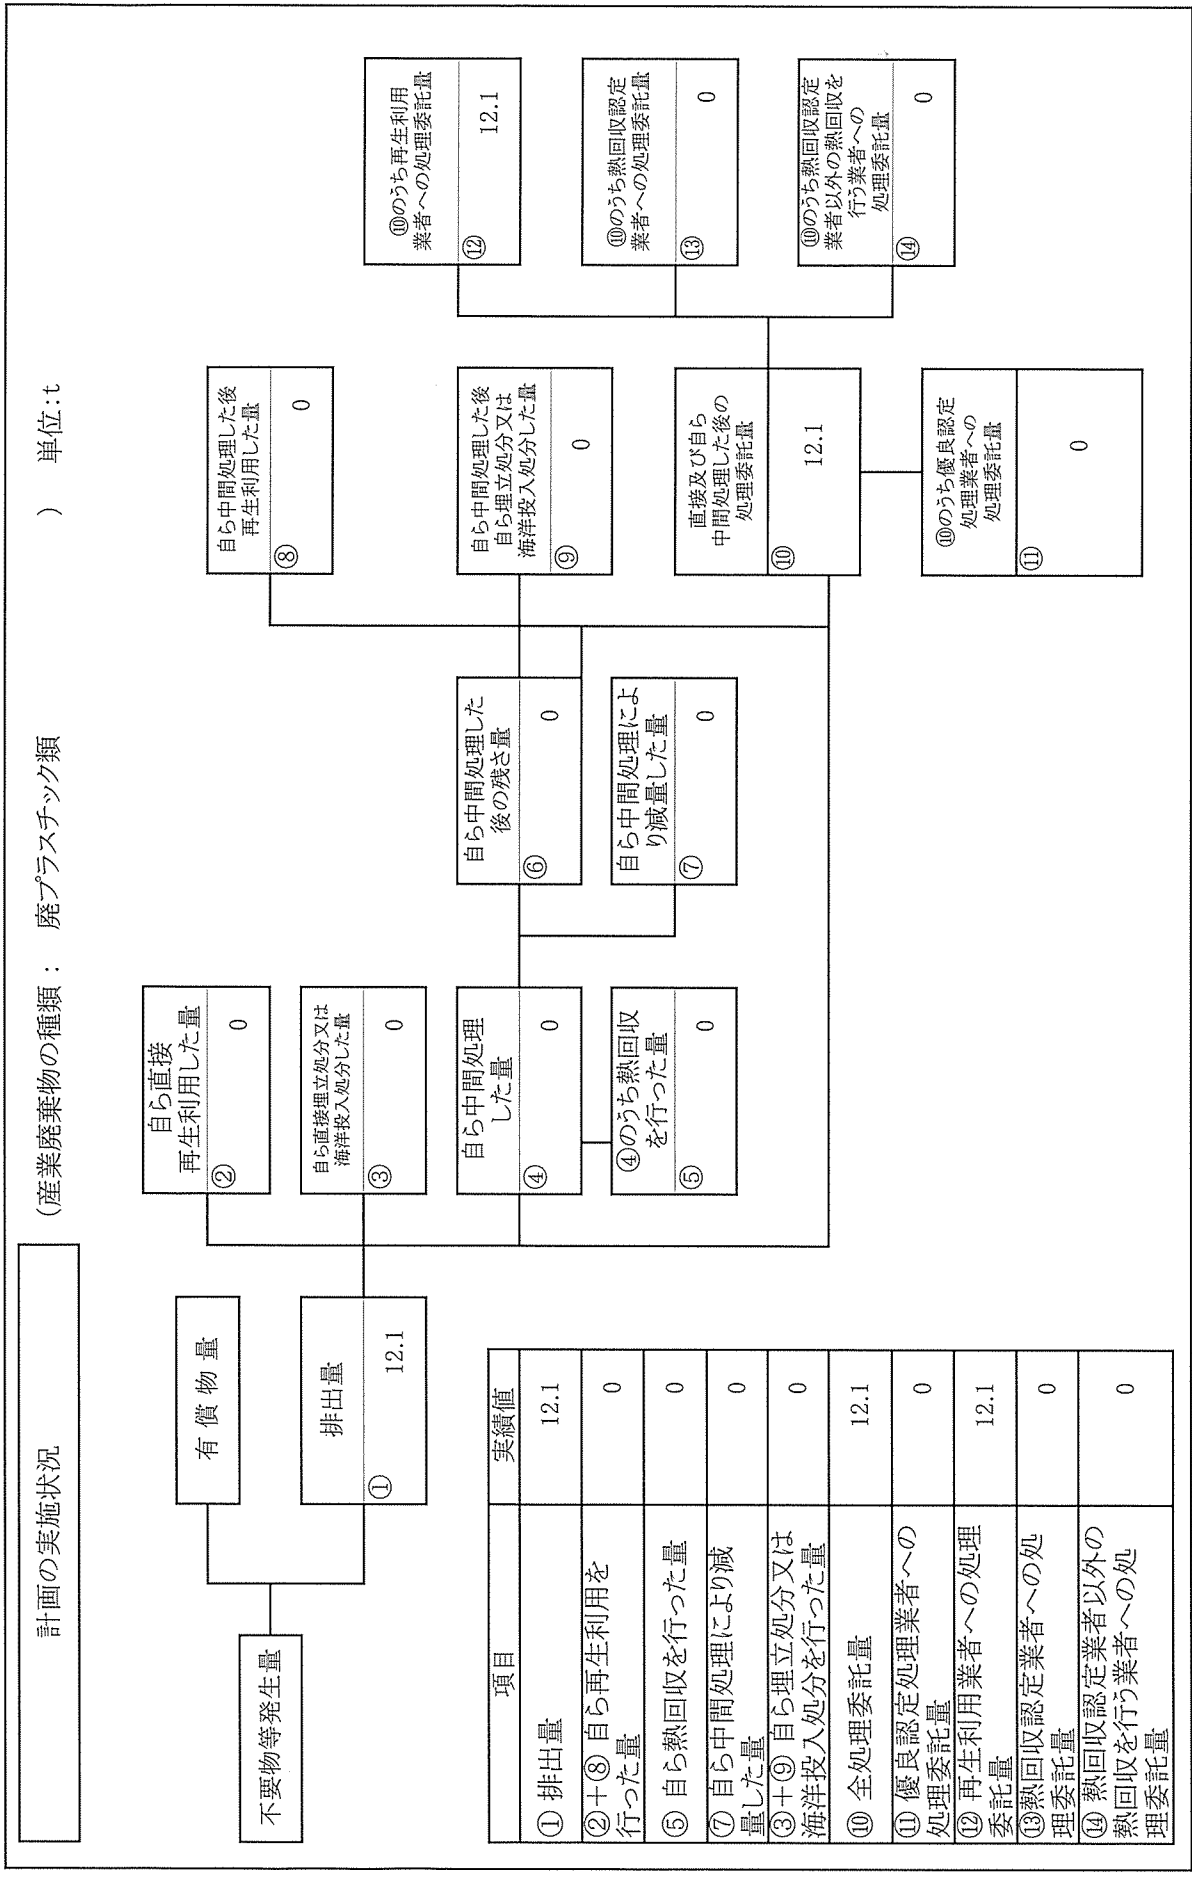 計画の実施状況
(産業廃棄物の種類： 廃プラスチック類 ) 単位:t
不要物等発生量
有 償 物 量
排出量
① 12.1
自ら直接
再生利用した量
② 0
自ら直接埋立処分又は
海洋投入処分した量
③ 0
自ら中間処理
した量
④ 0
④のうち熱回収
を行った量
⑤ 0
自ら中間処理した
後の残さ量
⑥ 0
自ら中間処理によ
り減量した量
⑦ 0
自ら中間処理した後
再生利用した量
⑧ 0
自ら中間処理した後
自ら埋立処分又は
海洋投入処分した量
⑨ 0
直接及び自ら
中間処理した後の
処理委託量
⑩ 12.1
⑩のうち優良認定
処理業者への
処理委託量
⑪ 0
⑩のうち再生利用
業者への処理委託量
⑫ 12.1
⑩のうち熱回収認定
業者への処理委託量
⑬ 0
⑩のうち熱回収認定
業者以外の熱回収を
行う業者への
処理委託量
⑭ 0
項目 実績値
① 排出量 12.1
②＋⑧ 自ら再生利用を
行った量 0
⑤ 自ら熱回収を行った量 0
⑦ 自ら中間処理により減
量した量 0
③＋⑨ 自ら埋立処分又は
海洋投入処分を行った量 0
⑩ 全処理委託量 12.1
⑪ 優良認定処理業者への
処理委託量 0
⑫ 再生利用業者への処理
委託量 12.1
⑬熱回収認定業者への処
理委託量 0
⑭ 熱回収認定業者以外の
熱回収を行う業者への処
理委託量 0